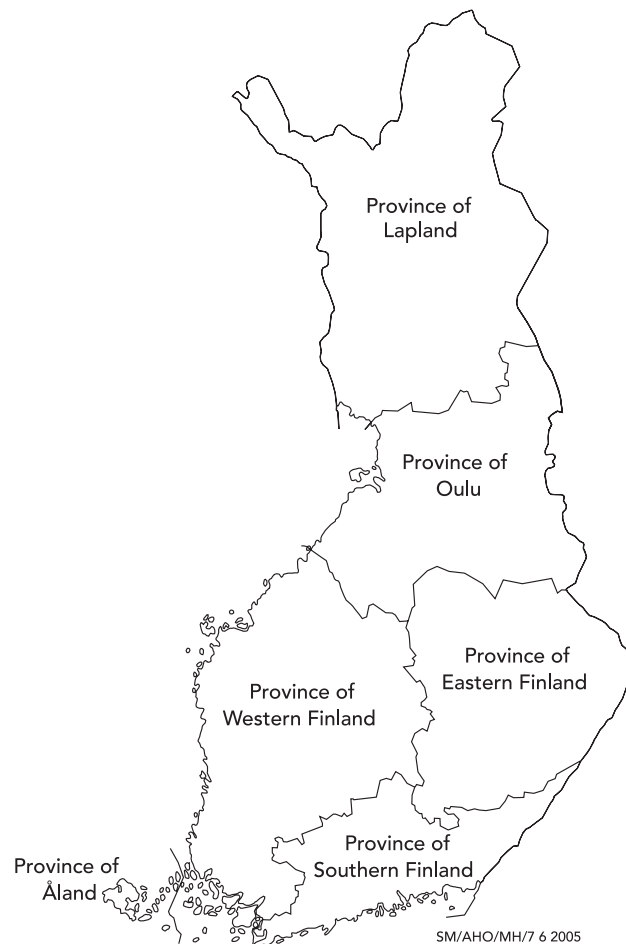 Province of
Lapland
Province of
Oulu
Province of
Eastern Finland
Province of
Western Finland
Province of
Southern Finland
Province of
Åland
SM/AHO/MH/7 6 2005